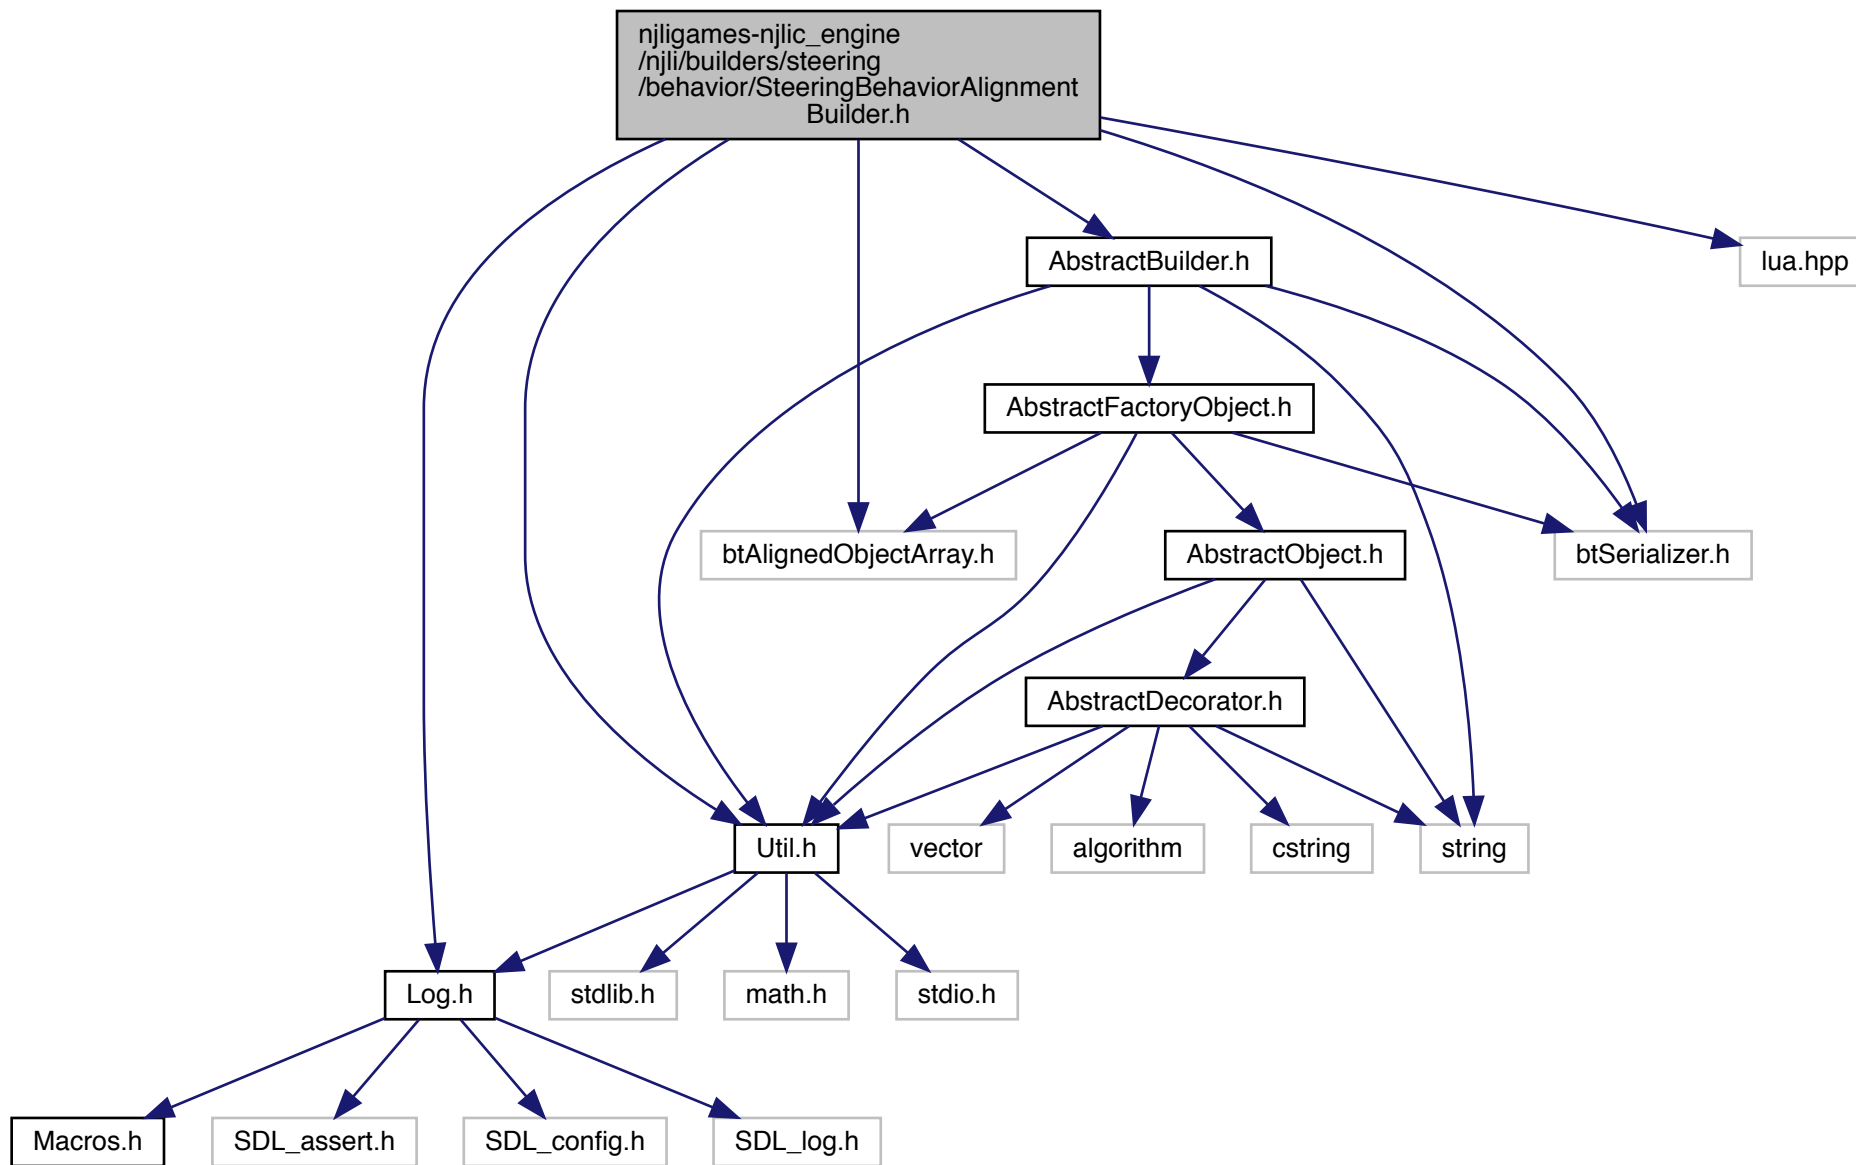 njligames-njlic_engine
/njli/builders/steering
/behavior/SteeringBehaviorAlignment
Builder.h
AbstractBuilder.h
lua.hpp
AbstractFactoryObject.h
btAlignedObjectArray.h
AbstractObject.h
btSerializer.h
AbstractDecorator.h
Util.h
vector
algorithm
cstring
string
Log.h
stdlib.h
math.h
stdio.h
Macros.h
SDL_assert.h
SDL_config.h
SDL_log.h